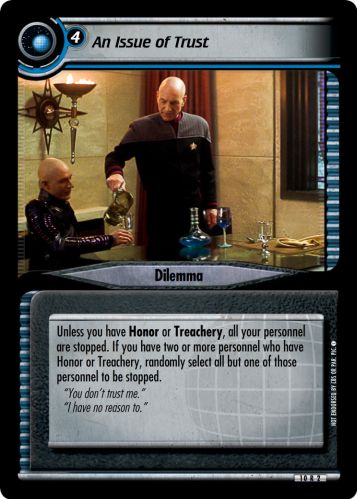 4
An Issue of Trust
Dilemma
Unless you have Honor or Treachery, all your personnel
are stopped. If you have two or more personnel who have
Honor or Treachery, randomly select all but one of those
personnel to be stopped.
"You don't trust me."
"I have no reason to."
NOT ENDORSED BY CBS OR PAR. PIC.
10 R 2